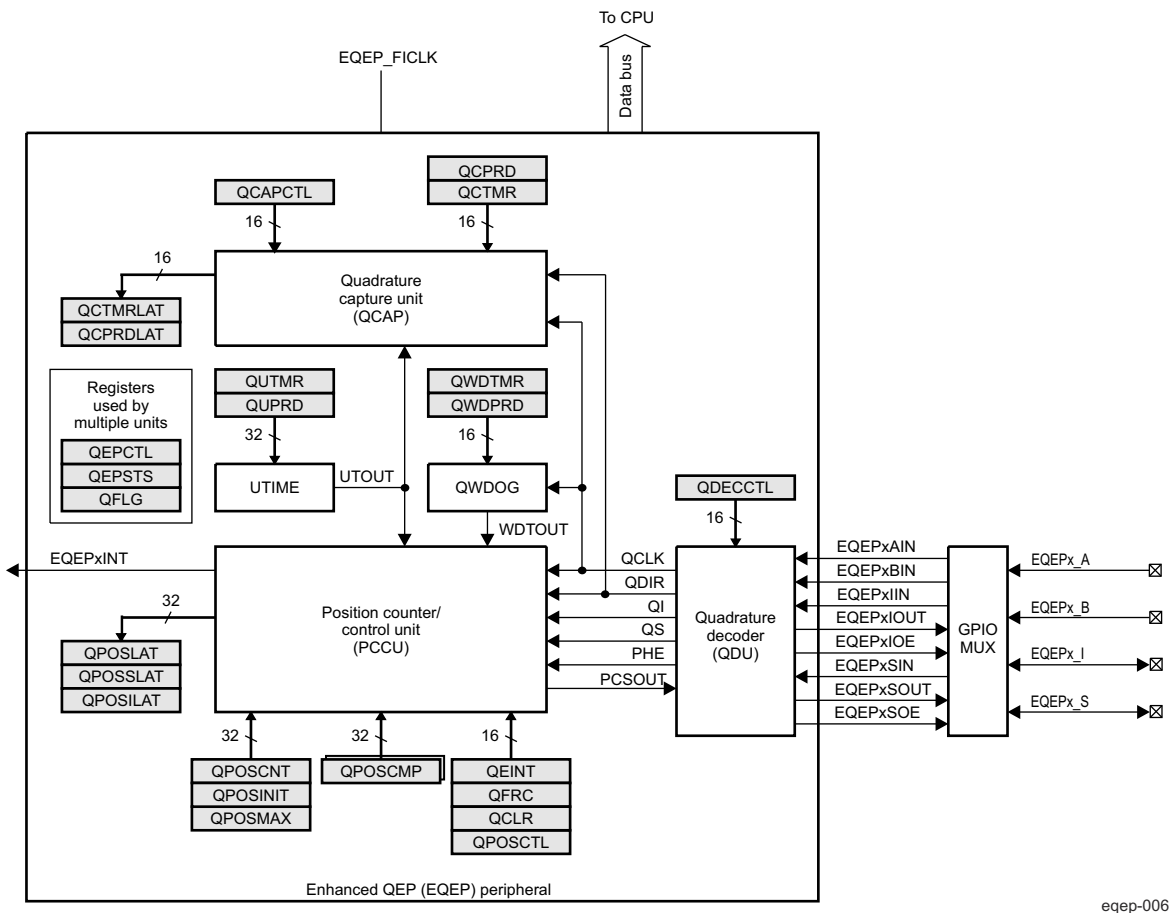 To CPU
EQEP_FICLK
Data bus
QCPRD
QCAPCTL
QCTMR
16
16
16
Quadrature
capture unit
(QCAP)
QCTMRLAT
QCPRDLAT
Registers
used by
multiple units
QEPCTL
QEPSTS
QFLG
QUTMR
QUPRD
QWDTMR
QWDPRD
32
16
UTIME
UTOUT
QWDOG
WDTOUT
QDECCTL
16
EQEPxINT
32
Position counter/
control unit
(PCCU)
QPOSLAT
QPOSSLAT
QPOSILAT
QCLK
QDIR
QI
QS
PHE
PCSOUT
Quadrature
decoder
(QDU)
EQEPxAIN
EQEPxBIN
EQEPxIIN
EQEPxIOUT
EQEPxIOE
EQEPxSIN
EQEPxSOUT
EQEPxSOE
GPIO
MUX
EQEPx_A
EQEPx_B
EQEPx_I
EQEPx_S
32
32
16
QPOSCNT
QPOSINIT
QPOSMAX
QPOSCMP
QEINT
QFRC
QCLR
QPOSCTL
Enhanced QEP (EQEP) peripheral
eqep-006